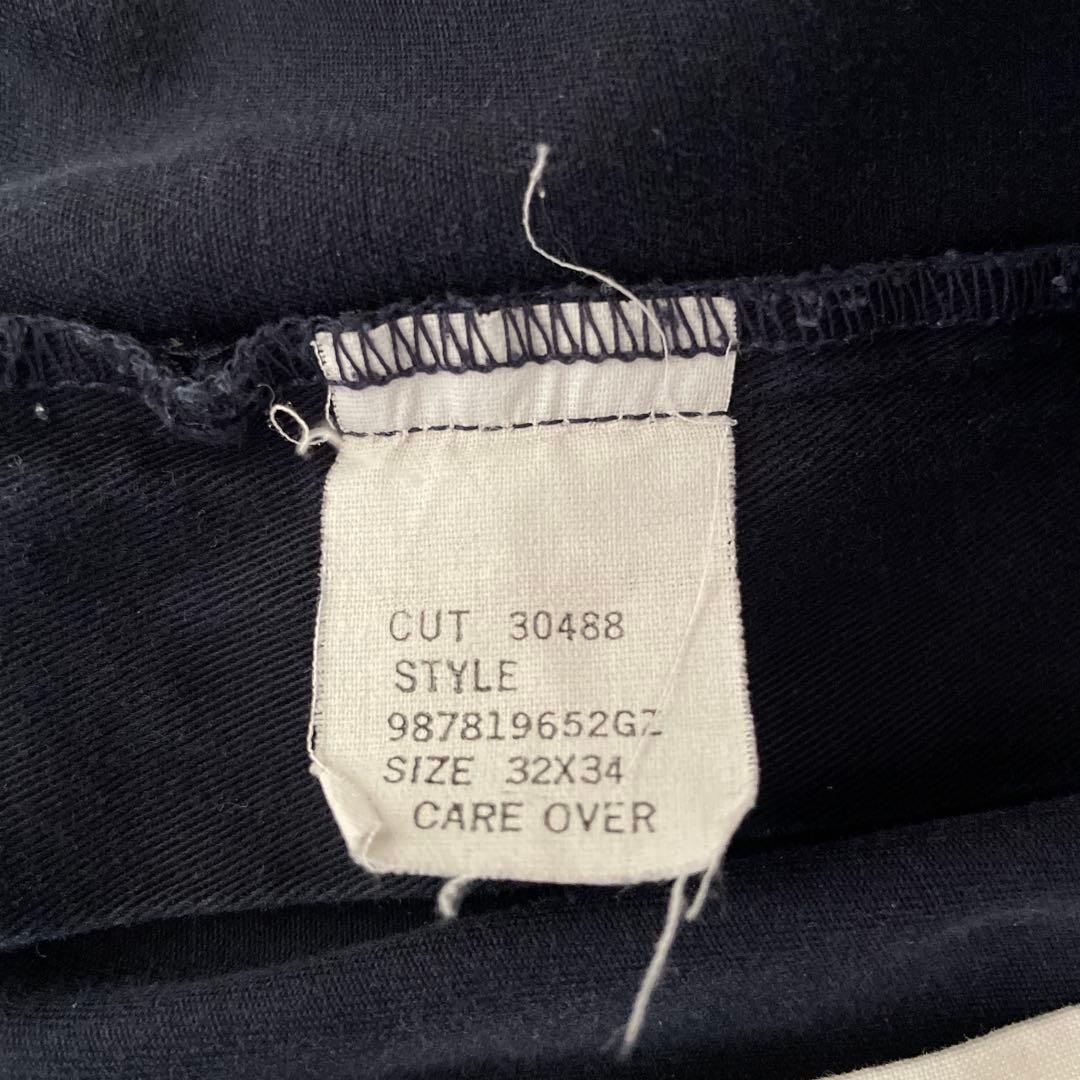 CUT 30488
STYLE
987819652GZ
SIZE 32X34
CARE OVER